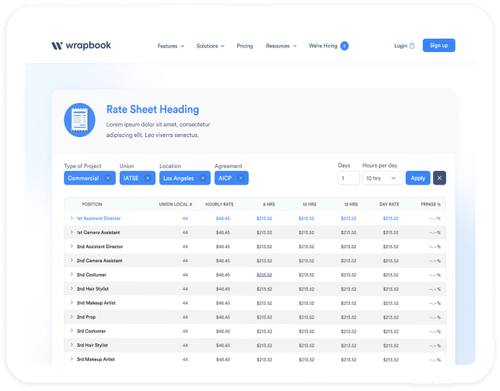 wrapbook Features Solutions Pricing Resources We're Hiring Login Sign up
Rate Sheet Heading
Lorem ipsum dolor sit amet, consectetur
adipiscing elit. Leo viverra senectus.
Type of Project Union Location Agreement Days Hours per day
Commercial × IATSE × Los Angeles × AICP × 1 10 hrs Apply ×
POSITION UNION LOCAL # HOURLY RATE 8 HRS 10 HRS 12 HRS DAY RATE FRINGE %
1st Assistant Director 44 $46.45 $213.52 $213.52 $213.52 $213.52 --.--%
1st Camera Assistant 44 $46.45 $213.52 $213.52 $213.52 $213.52 --.--%
2nd Assistant Director 44 $46.45 $213.52 $213.52 $213.52 $213.52 --.--%
2nd Camera Assistant 44 $46.45 $213.52 $213.52 $213.52 $213.52 --.--%
2nd Costumer 44 $46.45 $213.52 $213.52 $213.52 $213.52 --.--%
2nd Hair Stylist 44 $46.45 $213.52 $213.52 $213.52 $213.52 --.--%
2nd Makeup Artist 44 $46.45 $213.52 $213.52 $213.52 $213.52 --.--%
2nd Prop 44 $46.45 $213.52 $213.52 $213.52 $213.52 --.--%
3rd Costumer 44 $46.45 $213.52 $213.52 $213.52 $213.52 --.--%
3rd Hair Stylist 44 $46.45 $213.52 $213.52 $213.52 $213.52 --.--%
3rd Makeup Artist 44 $46.45 $213.52 $213.52 $213.52 $213.52 --.--%